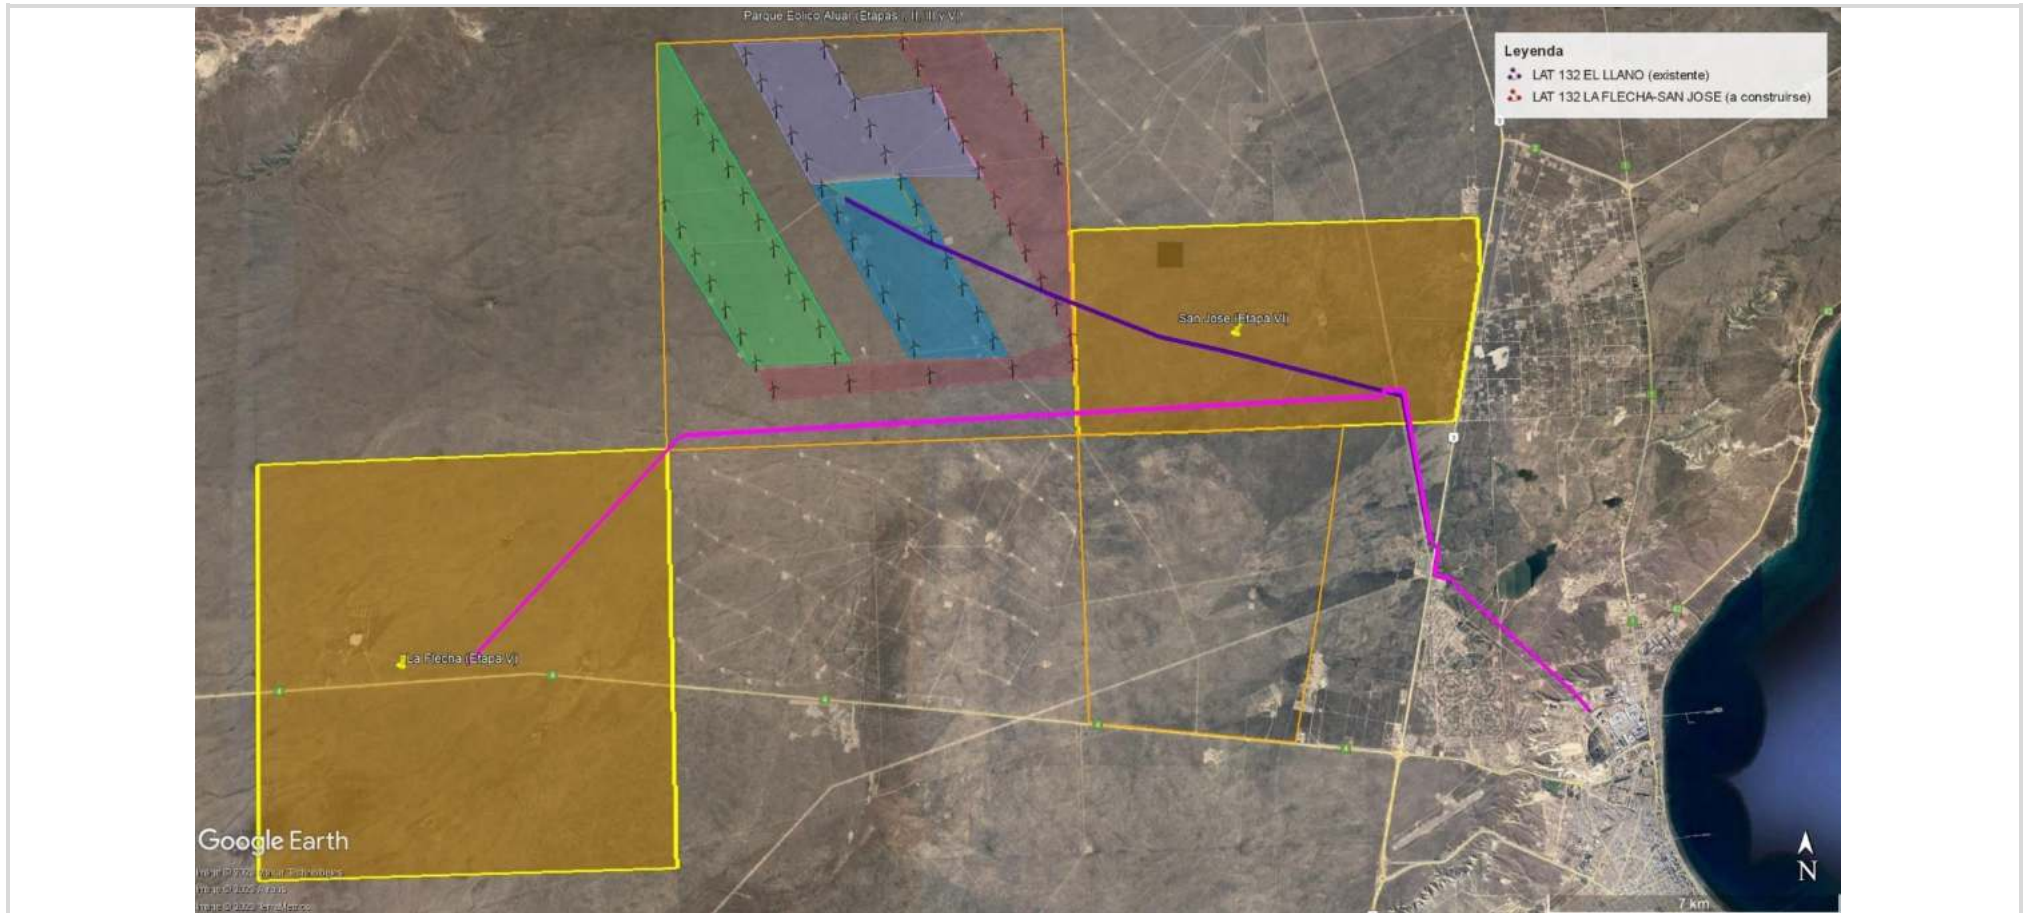 Parque Eólico Aluar (Etapas I, II, III y IV)
Leyenda
LAT 132 EL LLANO (existente)
LAT 132 LA FLECHA-SAN JOSE (a construirse)
San Jose (Etapa VI)
La Flecha (Etapa V)
Google Earth
N
7 km